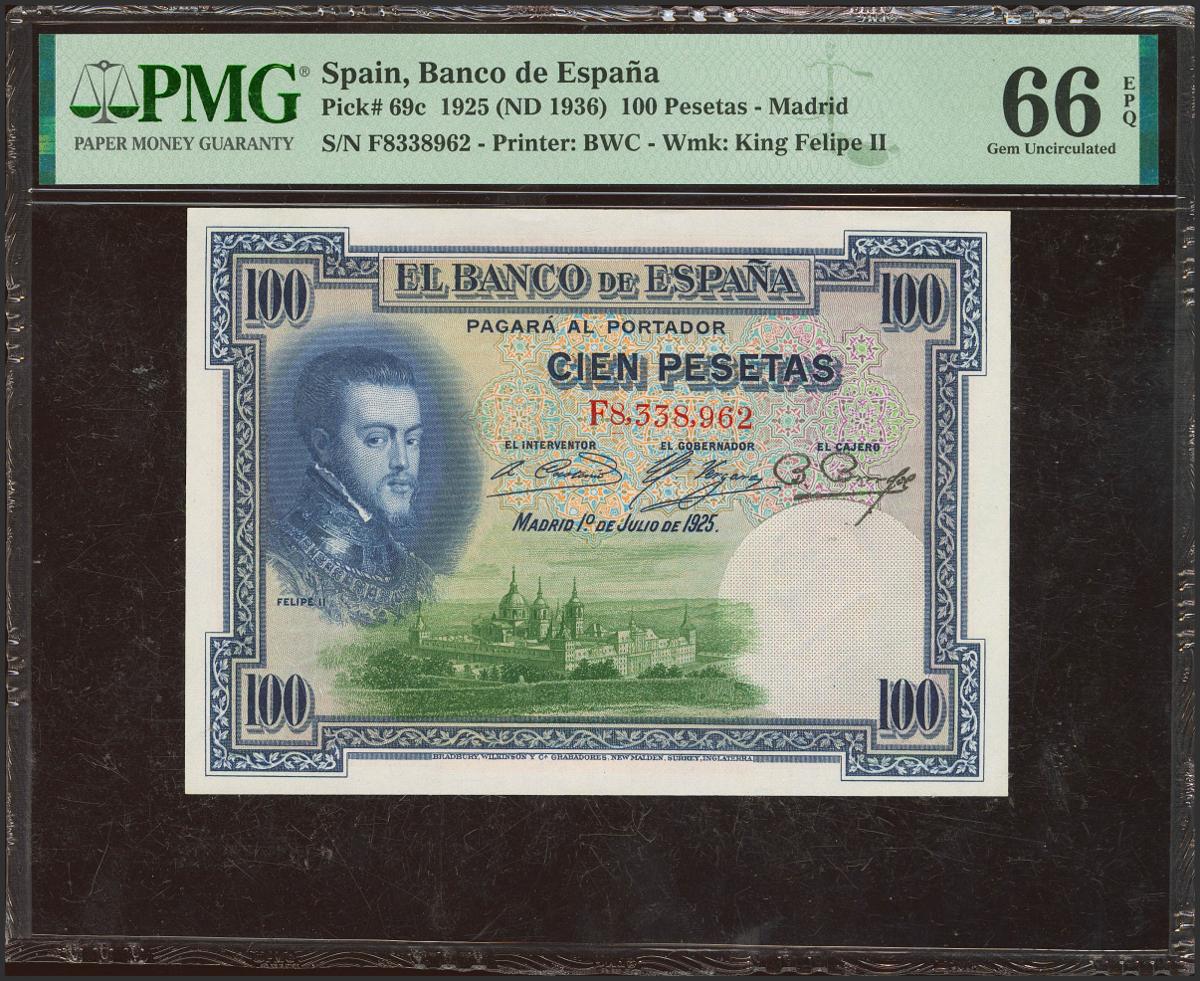 PMG®
PAPER MONEY GUARANTY
Spain, Banco de España
Pick# 69c 1925 (ND 1936) 100 Pesetas - Madrid
S/N F8338962 - Printer: BWC - Wmk: King Felipe II
66
EPQ
Gem Uncirculated
100
EL BANCO DE ESPAÑA
100
PAGARÁ AL PORTADOR
CIEN PESETAS
F8,338,962
EL INTERVENTOR EL GOBERNADOR EL CAJERO
MADRID 1.º DE JULIO DE 1925.
FELIPE II
100
100
BRADBURY, WILKINSON Y Cª GRABADORES, NEW MALDEN, SURREY, INGLATERRA